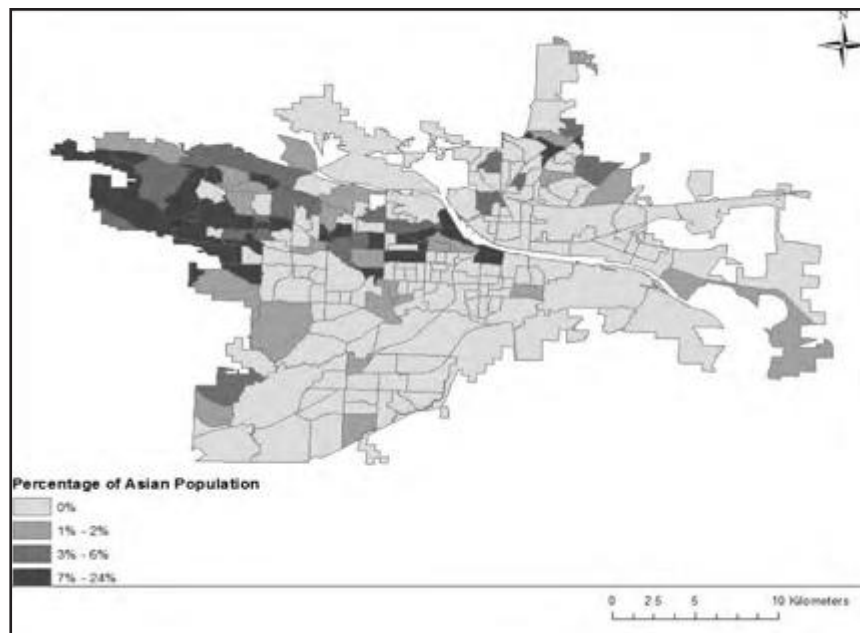 N
Percentage of Asian Population
0%
1% - 2%
3% - 6%
7% - 24%
0 2.5 5 10 Kilometers